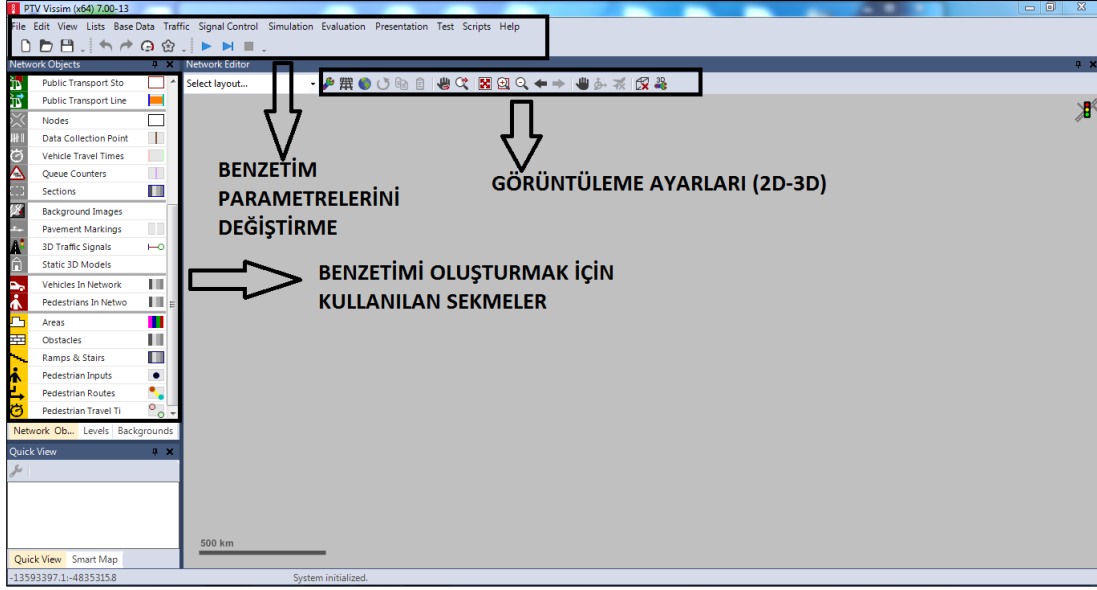 PTV Vissim (x64) 7.00-13
File Edit View Lists Base Data Traffic Signal Control Simulation Evaluation Presentation Test Scripts Help
Network Objects
Network Editor
Select layout...
Public Transport Sto
Public Transport Line
Nodes
Data Collection Point
Vehicle Travel Times
Queue Counters
Sections
Background Images
Pavement Markings
3D Traffic Signals
Static 3D Models
Vehicles In Network
Pedestrians In Netwo
Areas
Obstacles
Ramps & Stairs
Pedestrian Inputs
Pedestrian Routes
Pedestrian Travel Ti
Network Ob... Levels Backgrounds
BENZETİM
PARAMETRELERİNİ
DEĞİŞTİRME
GÖRÜNTÜLEME AYARLARI (2D-3D)
BENZETİMİ OLUŞTURMAK İÇİN
KULLANILAN SEKMELER
Quick View
500 km
Quick View Smart Map
-13593397.1:-4835315.8
System initialized.